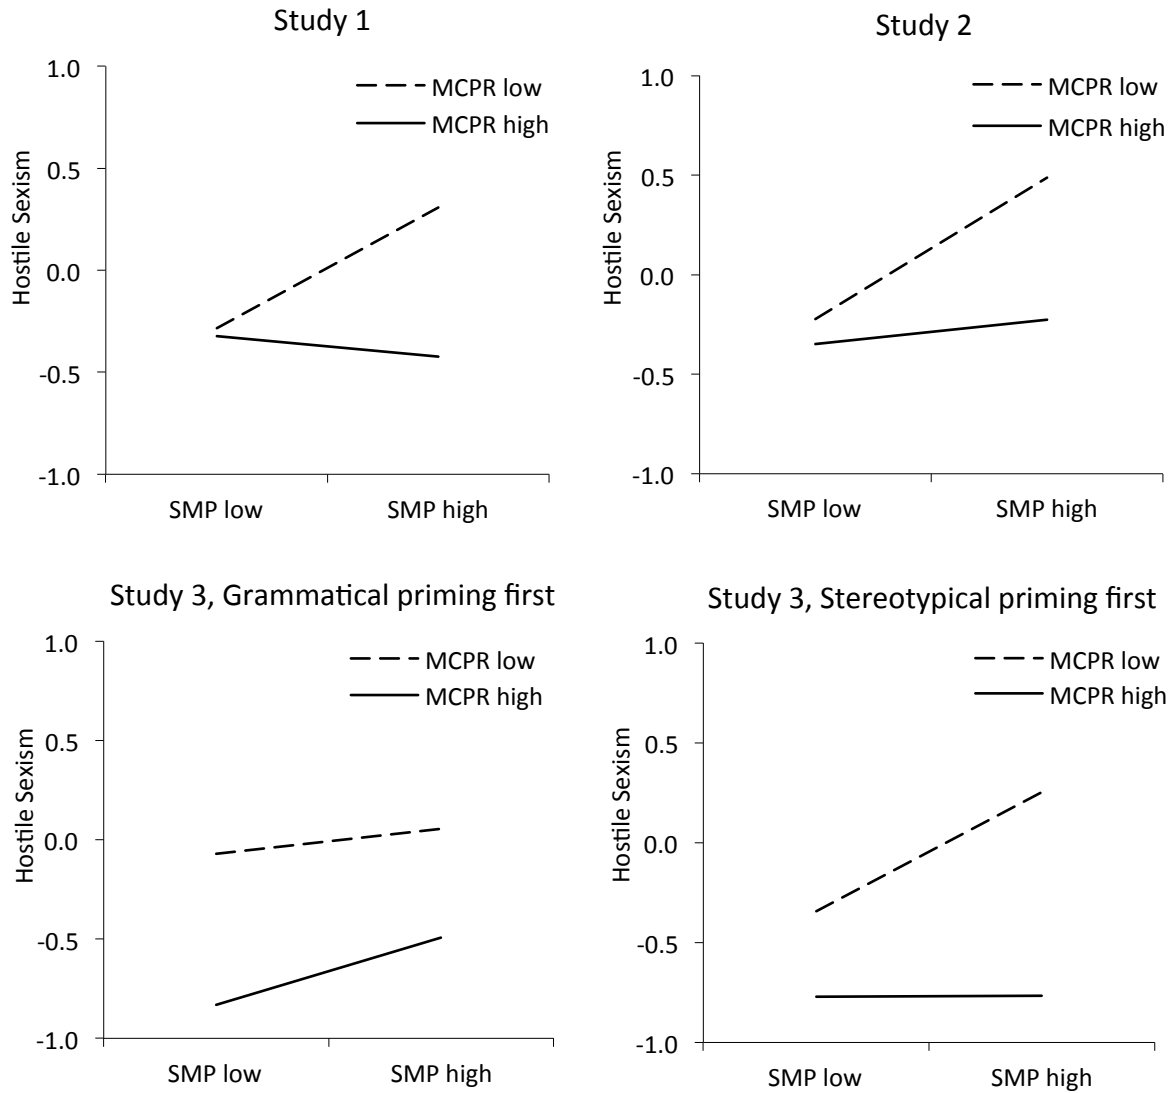 Study 1
MCPR low
MCPR high
Hostile Sexism
1.0
0.5
0.0
-0.5
-1.0
SMP low
SMP high
Study 2
MCPR low
MCPR high
Hostile Sexism
1.0
0.5
0.0
-0.5
-1.0
SMP low
SMP high
Study 3, Grammatical priming first
MCPR low
MCPR high
Hostile Sexism
1.0
0.5
0.0
-0.5
-1.0
SMP low
SMP high
Study 3, Stereotypical priming first
MCPR low
MCPR high
Hostile Sexism
1.0
0.5
0.0
-0.5
-1.0
SMP low
SMP high